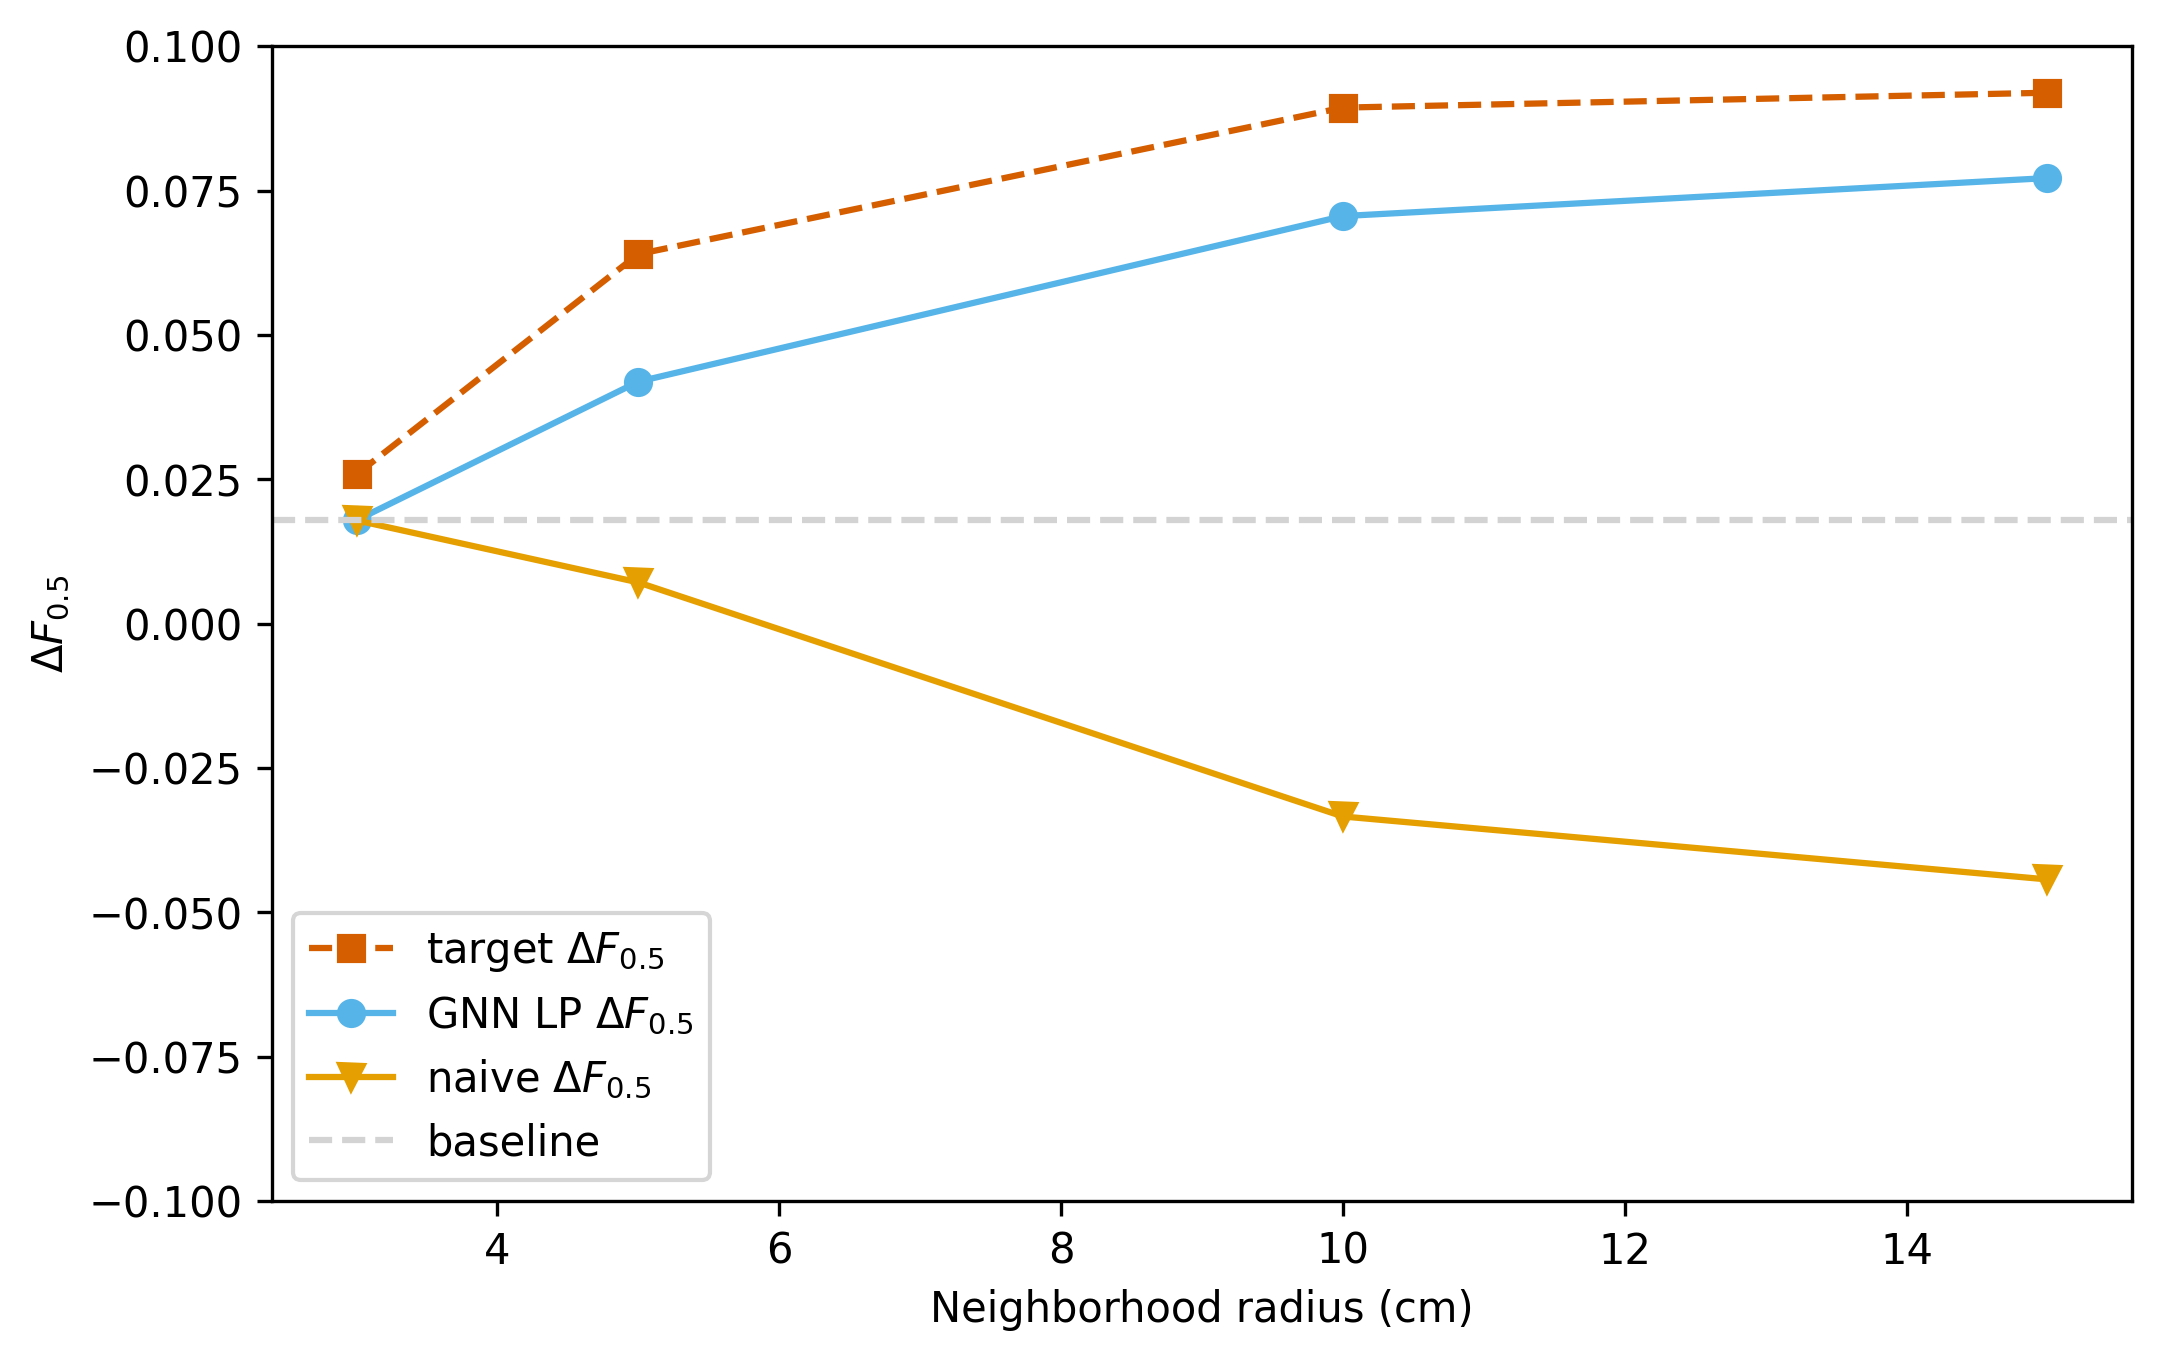 0.100
0.075
0.050
0.025
0.000
−0.025
−0.050
−0.075
−0.100
ΔF0.5
target ΔF0.5
GNN LP ΔF0.5
naive ΔF0.5
baseline
4 6 8 10 12 14
Neighborhood radius (cm)